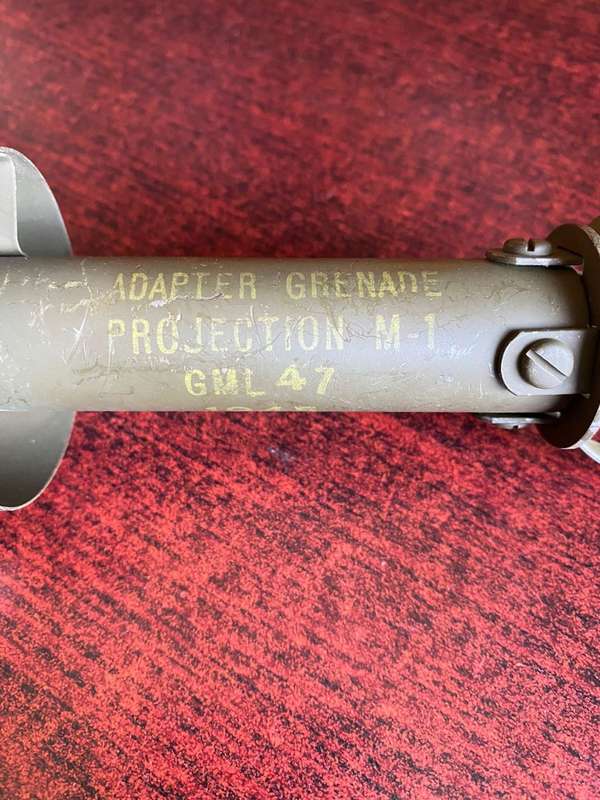 ADAPTER GRENADE
PROJECTION M-1
GML 47